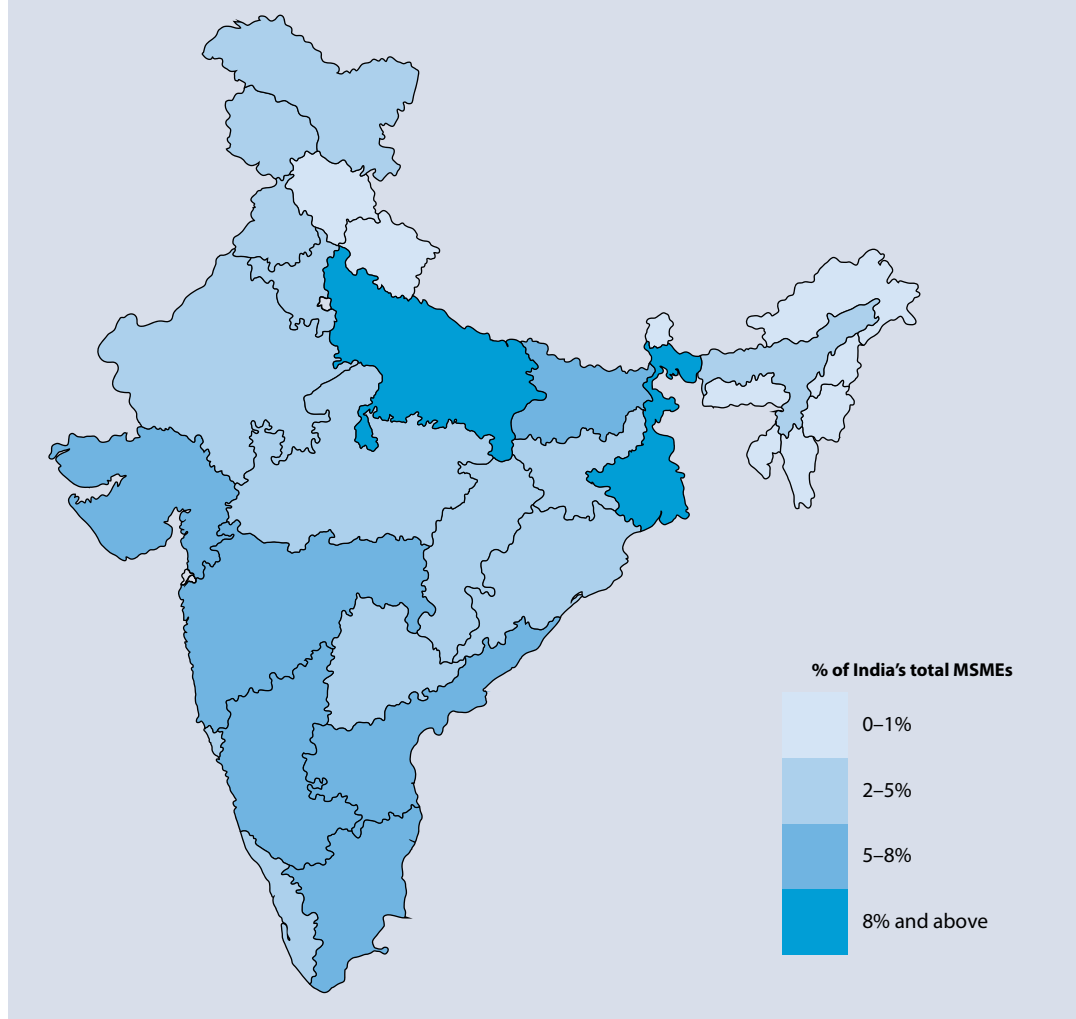 % of India's total MSMEs
0–1%
2–5%
5–8%
8% and above